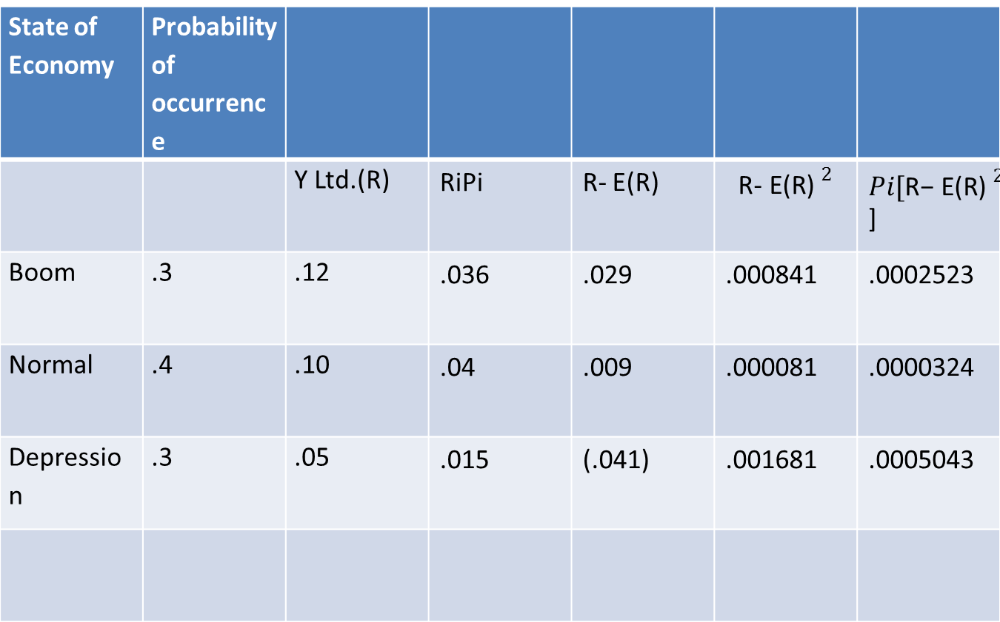 State of Economy | Probability of occurrenc e
Y Ltd.(R) | RiPi | R- E(R) | R- E(R) ² | 𝑃𝑖[R− E(R) ² ]
Boom | .3 | .12 | .036 | .029 | .000841 | .0002523
Normal | .4 | .10 | .04 | .009 | .000081 | .0000324
Depressio n | .3 | .05 | .015 | (.041) | .001681 | .0005043